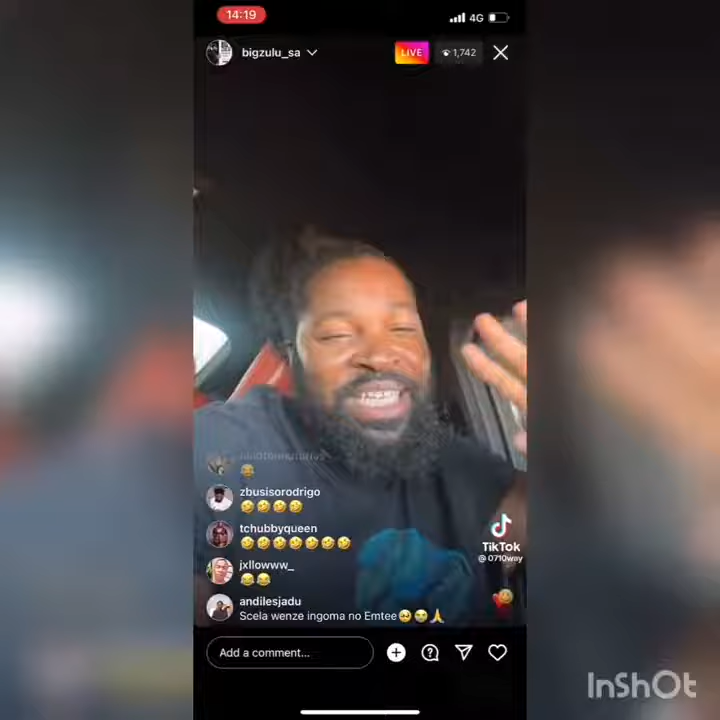 14:19
4G
bigzulu_sa
LIVE
1,742
zbusisorodrigo
🤣🤣🤣🤣
tchubbyqueen
🤣🤣🤣🤣🤣🤣🤣
jxllowww_
😂😂
andilesjadu
Scela wenze ingoma no Emtee🥺😭🙏
TikTok
@0710way
Add a comment...
InShOt